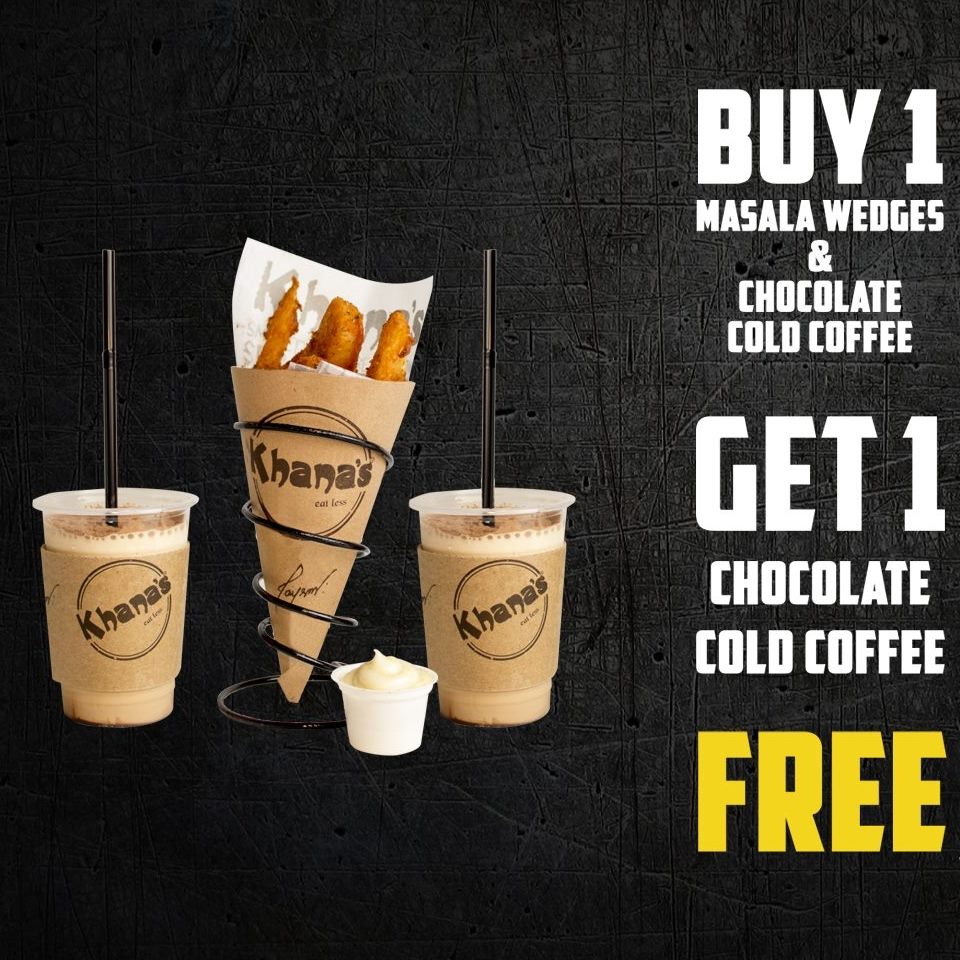 BUY 1
MASALA WEDGES
&
CHOCOLATE
COLD COFFEE
GET 1
CHOCOLATE
COLD COFFEE
FREE
Khana's
Khana's
eat less
Khana's
eat less
Khana's
eat less